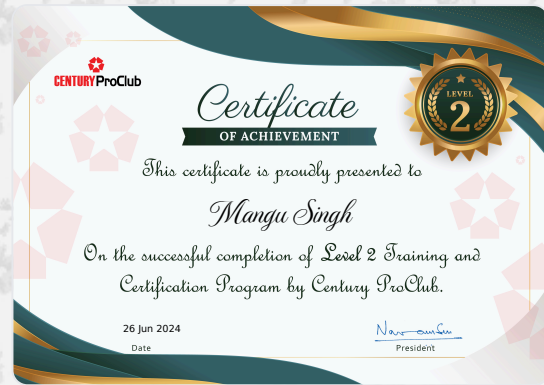 CENTURY ProClub
Certificate
OF ACHIEVEMENT
LEVEL
2
This certificate is proudly presented to
Mangu Singh
On the successful completion of Level 2 Training and
Certification Program by Century ProClub.
26 Jun 2024
Date
President